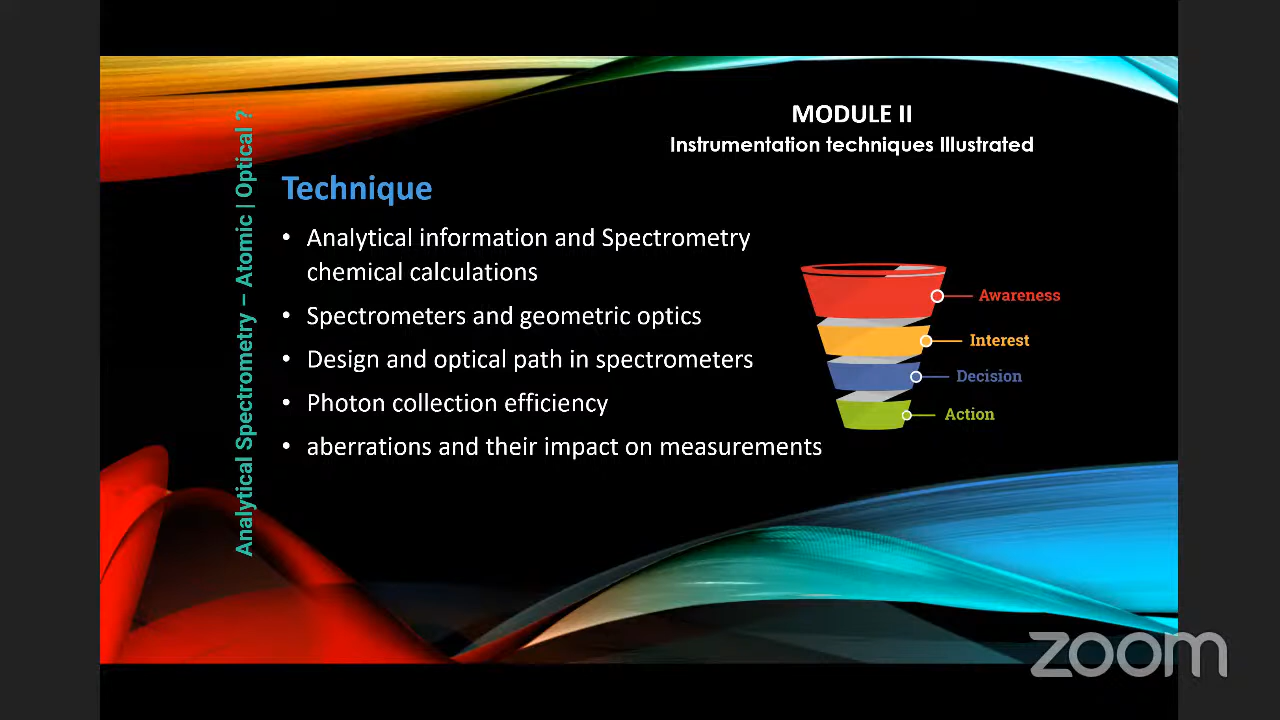 MODULE II
Instrumentation techniques Illustrated
Analytical Spectrometry – Atomic | Optical ?
Technique
• Analytical information and Spectrometry
chemical calculations
• Spectrometers and geometric optics
• Design and optical path in spectrometers
• Photon collection efficiency
• aberrations and their impact on measurements
Awareness
Interest
Decision
Action
zoom